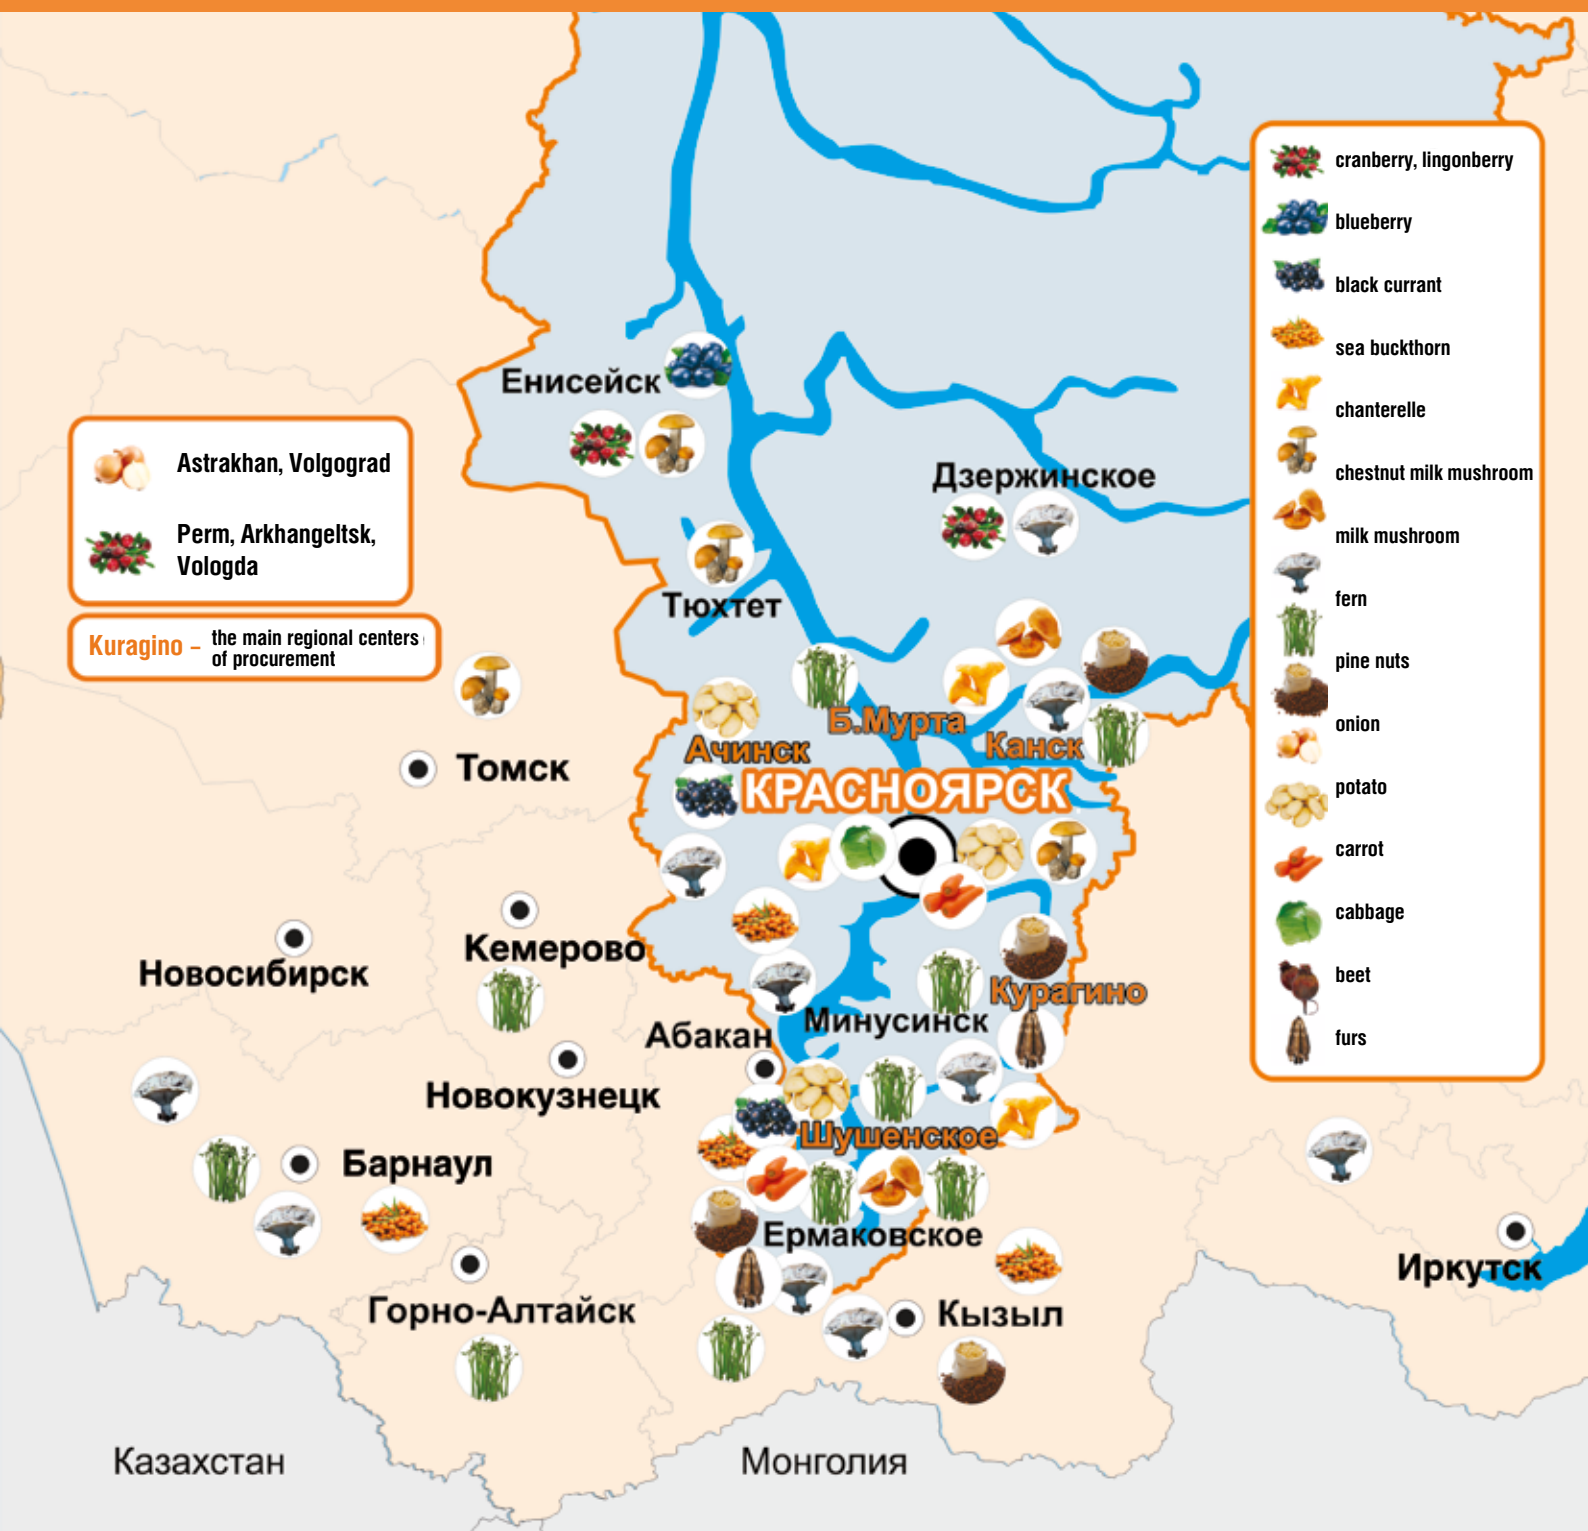 Енисейск
Дзержинское
Тюхтет
Astrakhan, Volgograd
Perm, Arkhangeltsk,
Vologda
Kuragino – the main regional centers
of procurement
cranberry, lingonberry
blueberry
black currant
sea buckthorn
chanterelle
chestnut milk mushroom
milk mushroom
fern
pine nuts
onion
potato
carrot
cabbage
beet
furs
Б.Мурта
Ачинск
Канск
Томск
КРАСНОЯРСК
Кемерово
Новосибирск
Курагино
Минусинск
Абакан
Новокузнецк
Шушенское
Барнаул
Ермаковское
Иркутск
Горно-Алтайск
Кызыл
Казахстан
Монголия